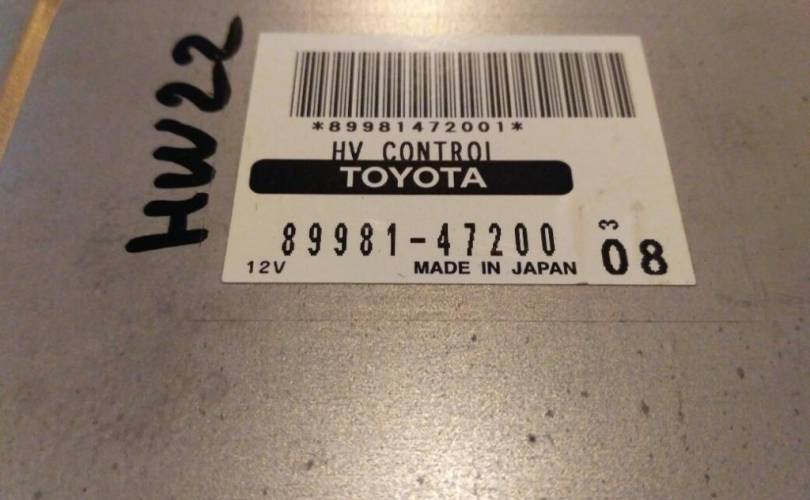 HW22
*89981472001*
HV CONTROL
TOYOTA
89981-47200
3
08
12V
MADE IN JAPAN